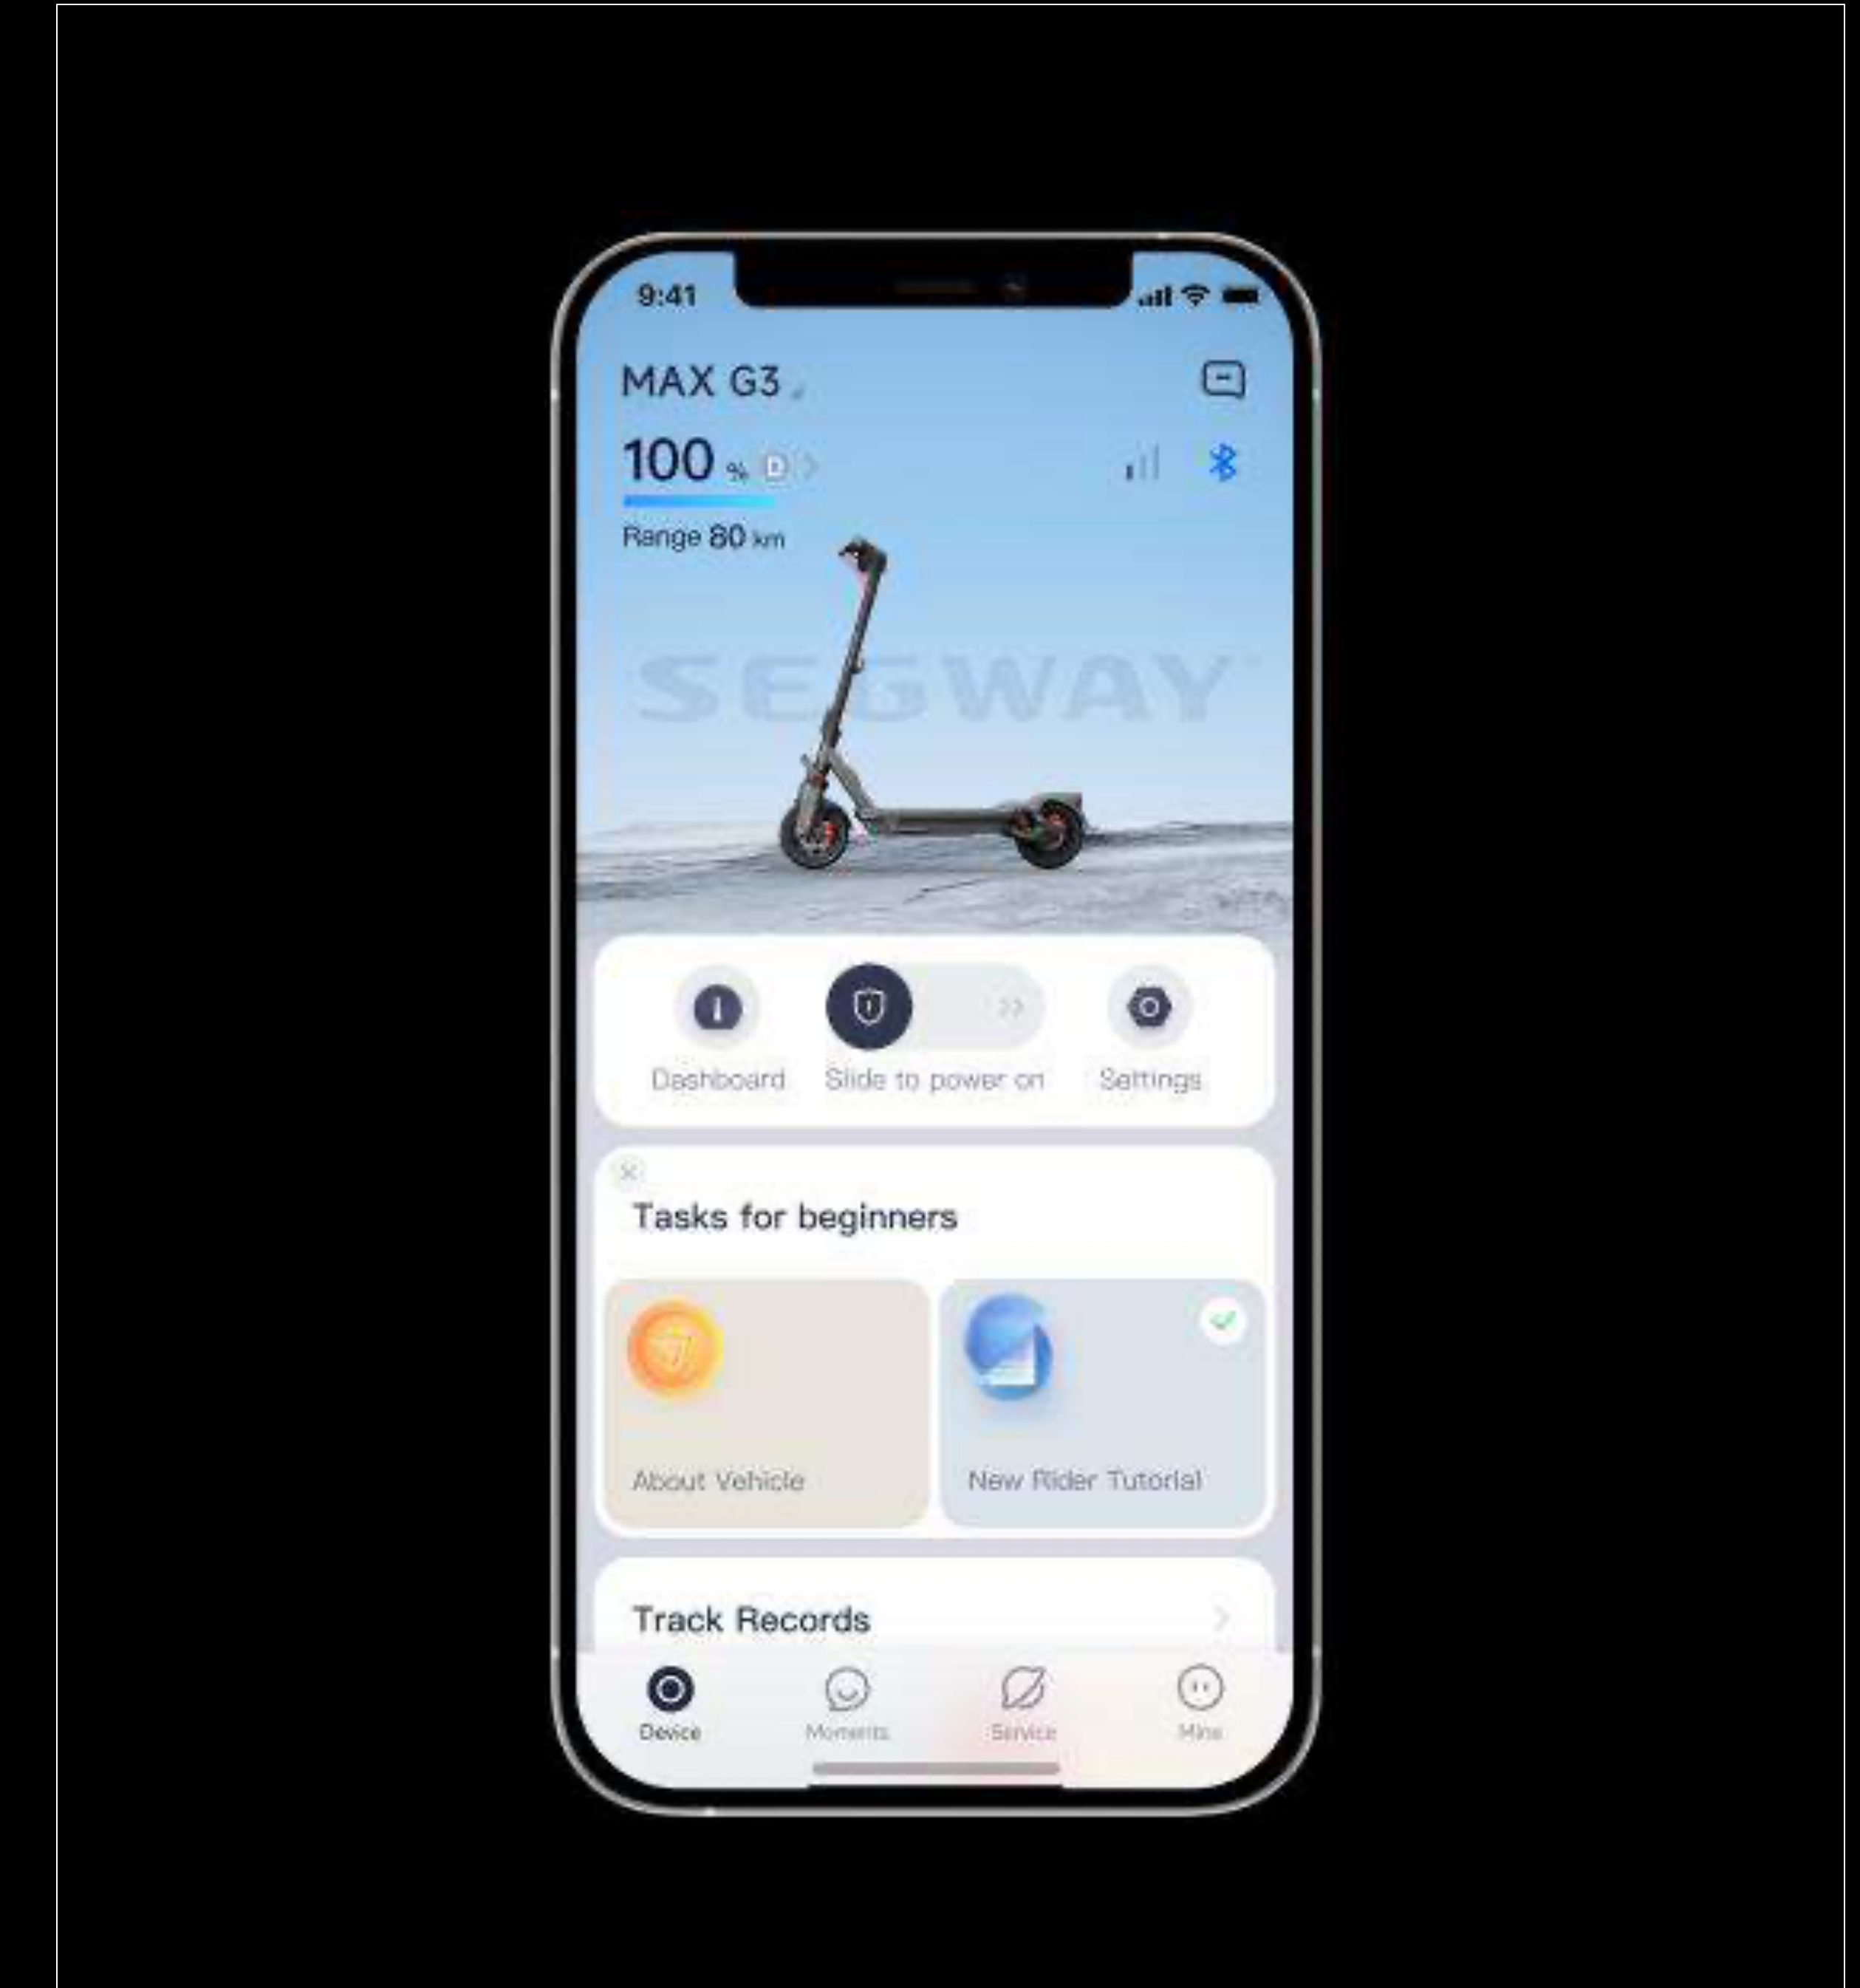 9:41
MAX G3
100 % D
Range 80 km
SEGWAY
Dashboard
Slide to power on
Settings
Tasks for beginners
About Vehicle
New Rider Tutorial
Track Records
Device
Moments
Service
Mine